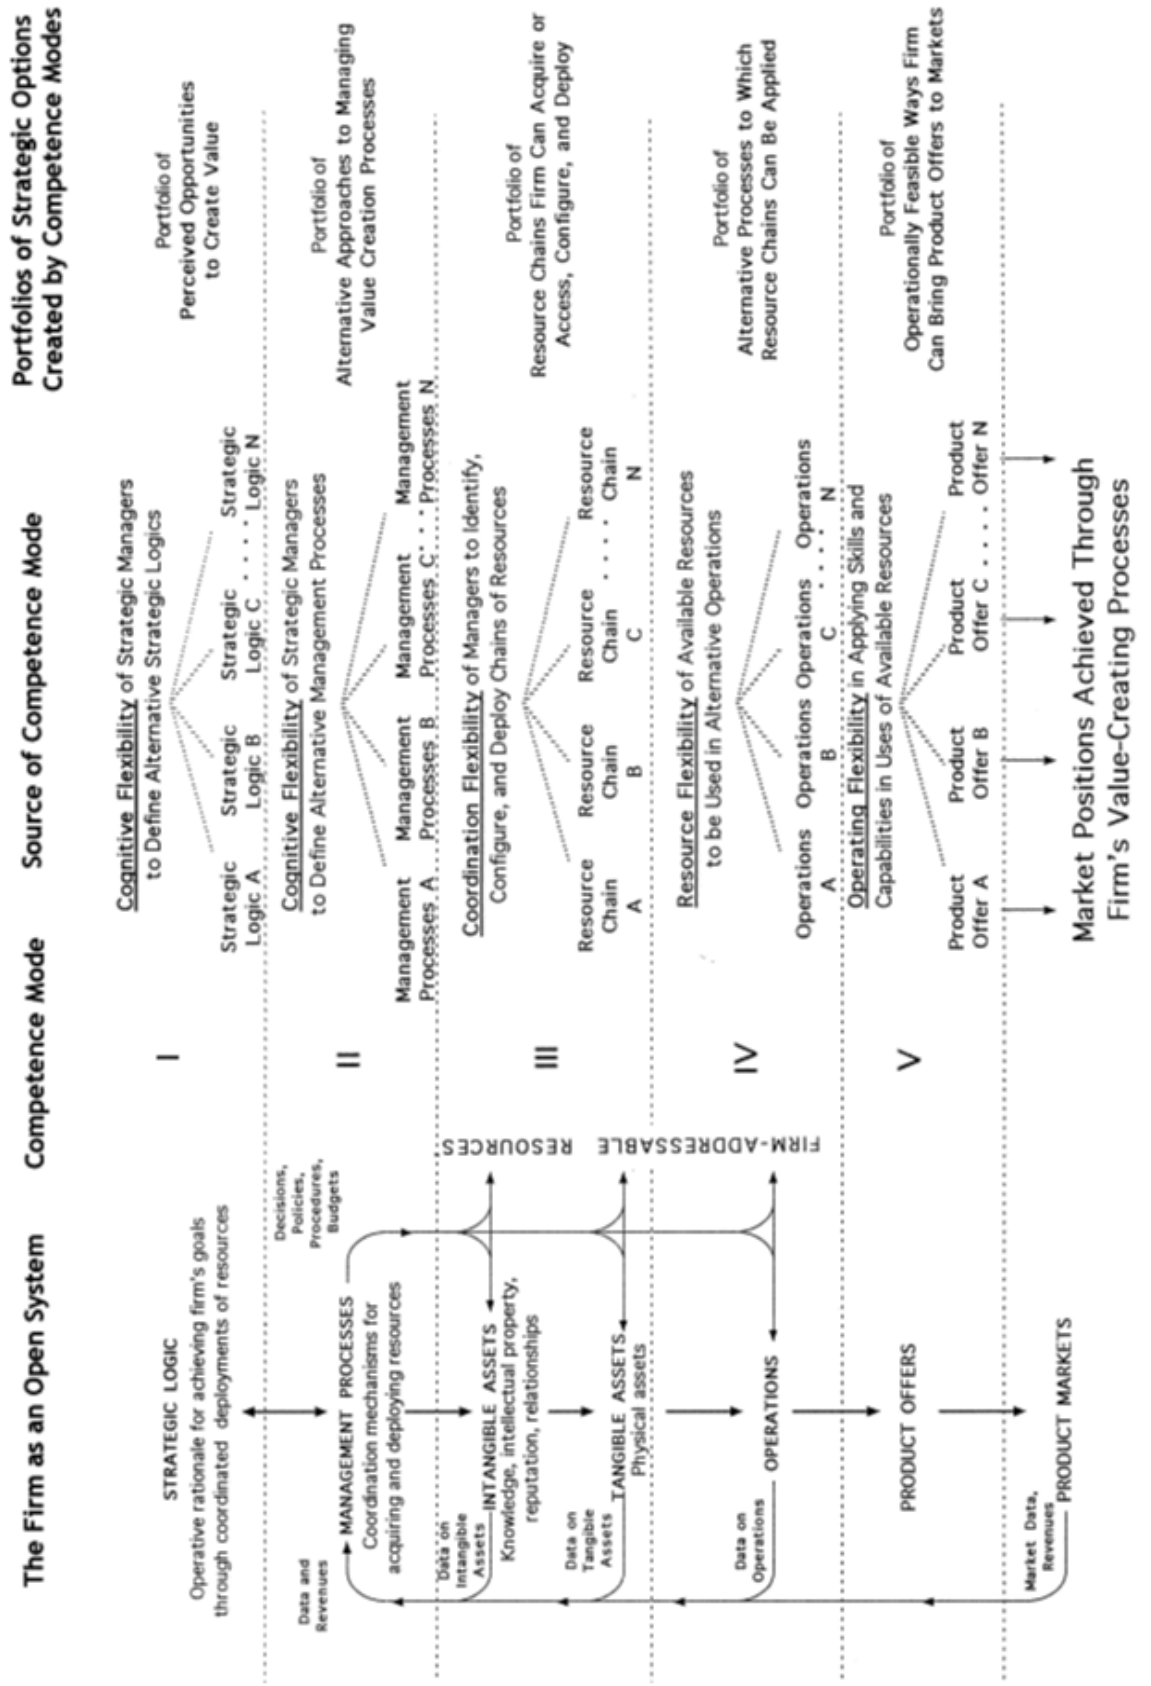 The Firm as an Open System
Competence Mode
Source of Competence Mode
Portfolios of Strategic Options
Created by Competence Modes
STRATEGIC LOGIC
Operative rationale for achieving firm's goals
through coordinated deployments of resources
I
Cognitive Flexibility of Strategic Managers
to Define Alternative Strategic Logics
Strategic
Logic A
Strategic
Logic B
Strategic
Logic C
. . . .
Strategic
Logic N
Portfolio of
Perceived Opportunities
to Create Value
Data and
Revenues
MANAGEMENT PROCESSES
Coordination mechanisms for
acquiring and deploying resources
Decisions,
Policies,
Procedures,
Budgets
II
Cognitive Flexibility of Strategic Managers
to Define Alternative Management Processes
Management
Processes A
Management
Processes B
Management
Processes C
. . .
Management
Processes N
Portfolio of
Alternative Approaches to Managing
Value Creation Processes
Data on
Intangible
Assets
INTANGIBLE ASSETS
Knowledge, intellectual property,
reputation, relationships
Data on
Tangible
Assets
TANGIBLE ASSETS
Physical assets
FIRM-ADDRESSABLE RESOURCES
III
Coordination Flexibility of Managers to Identify,
Configure, and Deploy Chains of Resources
Resource
Chain
A
Resource
Chain
B
Resource
Chain
C
. . . .
Resource
Chain
N
Portfolio of
Resource Chains Firm Can Acquire or
Access, Configure, and Deploy
Data on
Operations
OPERATIONS
IV
Resource Flexibility of Available Resources
to be Used in Alternative Operations
Operations
A
Operations
B
Operations
C
. . . .
Operations
N
Portfolio of
Alternative Processes to Which
Resource Chains Can Be Applied
PRODUCT OFFERS
V
Operating Flexibility in Applying Skills and
Capabilities in Uses of Available Resources
Product
Offer A
Product
Offer B
Product
Offer C
. . . .
Product
Offer N
Portfolio of
Operationally Feasible Ways Firm
Can Bring Product Offers to Markets
Market Data,
Revenues
PRODUCT MARKETS
Market Positions Achieved Through
Firm's Value-Creating Processes